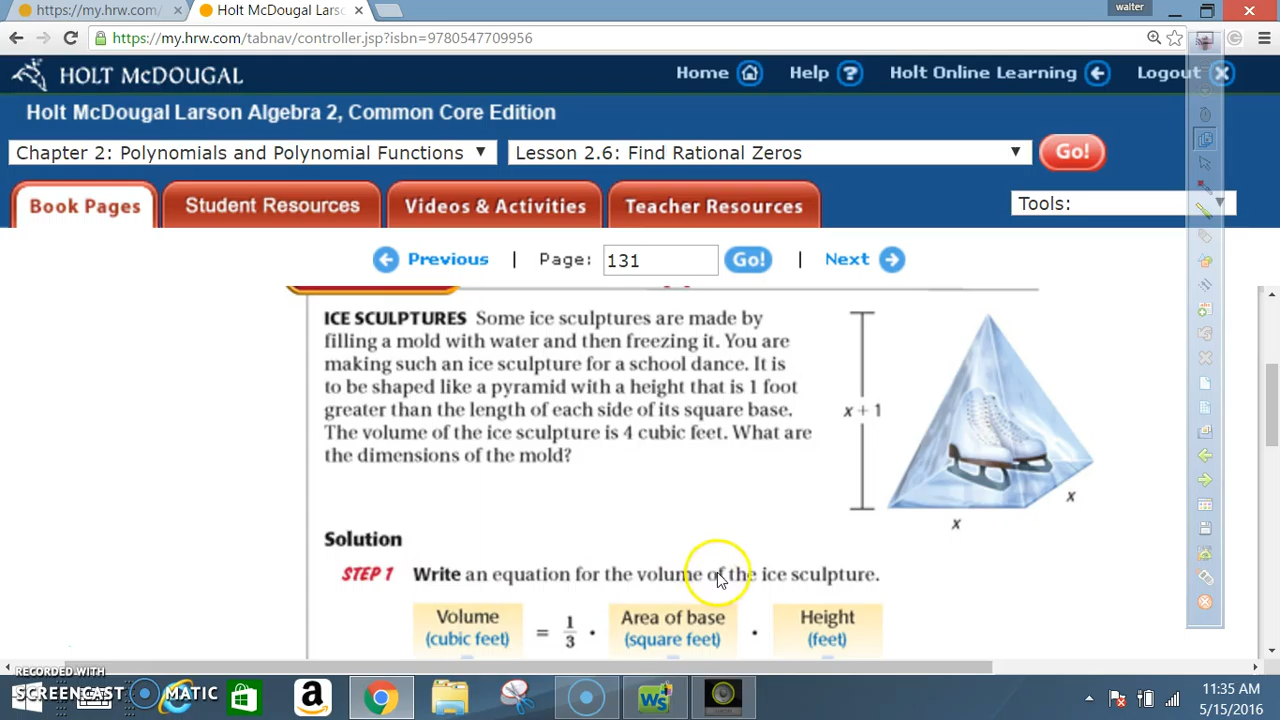 https://my.hrw.com/tabnav/
Holt McDougal Lars
walter
https://my.hrw.com/tabnav/controller.jsp?isbn=9780547709956
HOLT McDOUGAL
Home
Help ?
Holt Online Learning
Logout X
Holt McDougal Larson Algebra 2, Common Core Edition
Chapter 2: Polynomials and Polynomial Functions
Lesson 2.6: Find Rational Zeros
Go!
Book Pages
Student Resources
Videos & Activities
Teacher Resources
Tools:
Previous | Page: 131 Go! | Next
ICE SCULPTURES Some ice sculptures are made by
filling a mold with water and then freezing it. You are
making such an ice sculpture for a school dance. It is
to be shaped like a pyramid with a height that is 1 foot
greater than the length of each side of its square base.
The volume of the ice sculpture is 4 cubic feet. What are
the dimensions of the mold?
x + 1
x
x
Solution
STEP 1 Write an equation for the volume of the ice sculpture.
Volume (cubic feet) = 1/3 · Area of base (square feet) · Height (feet)
RECORDED WITH
SCREENCAST MATIC
11:35 AM
5/15/2016